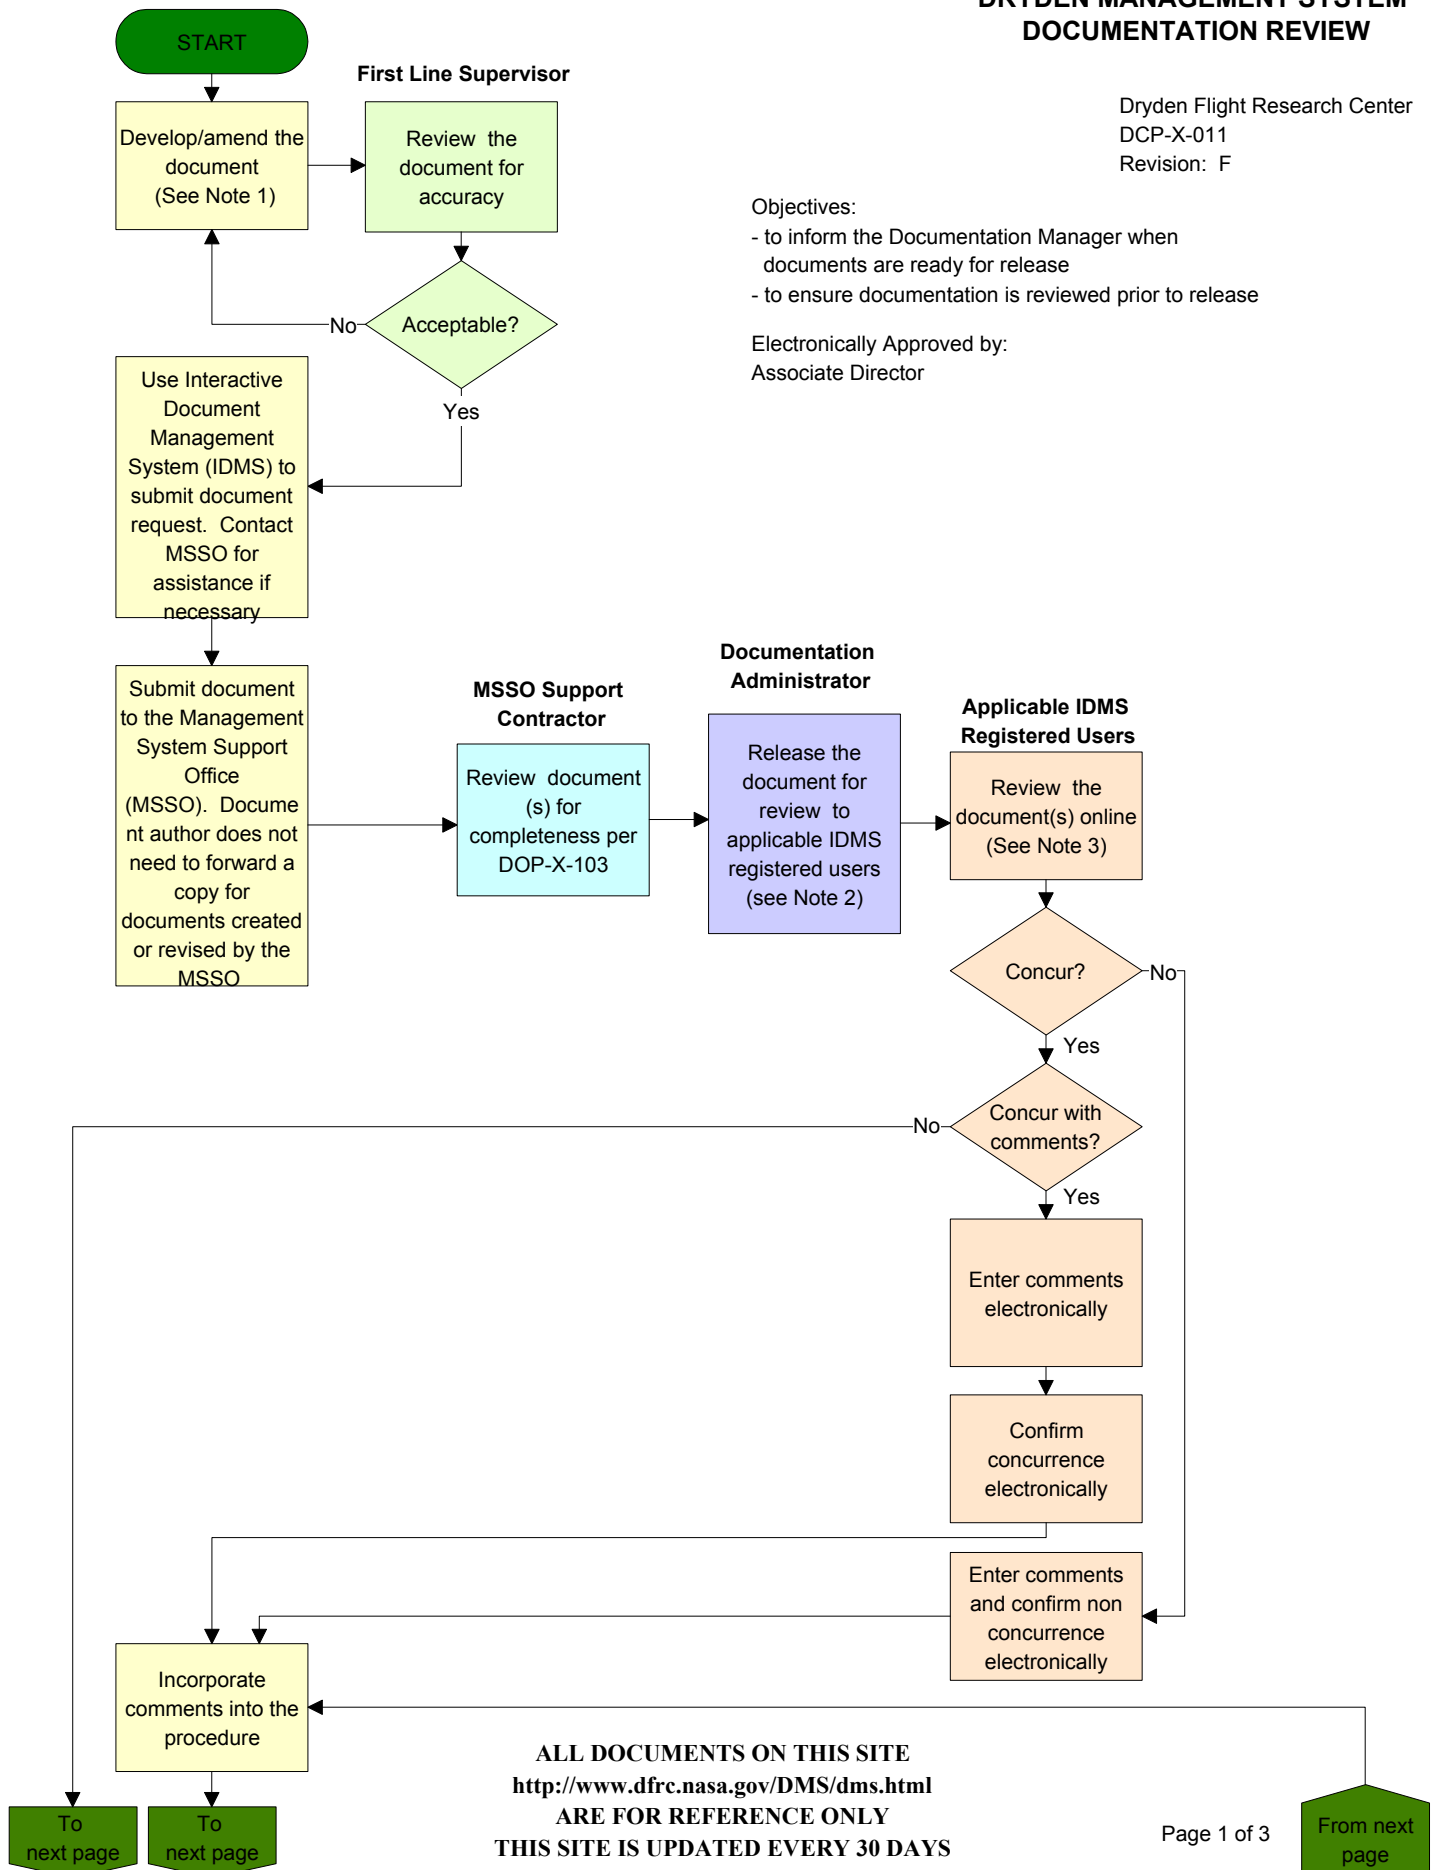 DRYDEN MANAGEMENT SYSTEM
DOCUMENTATION REVIEW
START
First Line Supervisor
Dryden Flight Research Center
DCP-X-011
Revision: F
Develop/amend the
document
(See Note 1)
Review the
document for
accuracy
Objectives:
- to inform the Documentation Manager when
documents are ready for release
- to ensure documentation is reviewed prior to release
No
Acceptable?
Electronically Approved by:
Associate Director
Yes
Use Interactive
Document
Management
System (IDMS) to
submit document
request. Contact
MSSO for
assistance if
necessary
Submit document
to the Management
System Support
Office
(MSSO). Docume
nt author does not
need to forward a
copy for
documents created
or revised by the
MSSO
MSSO Support
Contractor
Review document
(s) for
completeness per
DOP-X-103
Documentation
Administrator
Release the
document for
review to
applicable IDMS
registered users
(see Note 2)
Applicable IDMS
Registered Users
Review the
document(s) online
(See Note 3)
Concur?
No
Yes
Concur with
comments?
No
Yes
Enter comments
electronically
Confirm
concurrence
electronically
Enter comments
and confirm non
concurrence
electronically
Incorporate
comments into the
procedure
To
next page
To
next page
ALL DOCUMENTS ON THIS SITE
http://www.dfrc.nasa.gov/DMS/dms.html
ARE FOR REFERENCE ONLY
THIS SITE IS UPDATED EVERY 30 DAYS
Page 1 of 3
From next
page